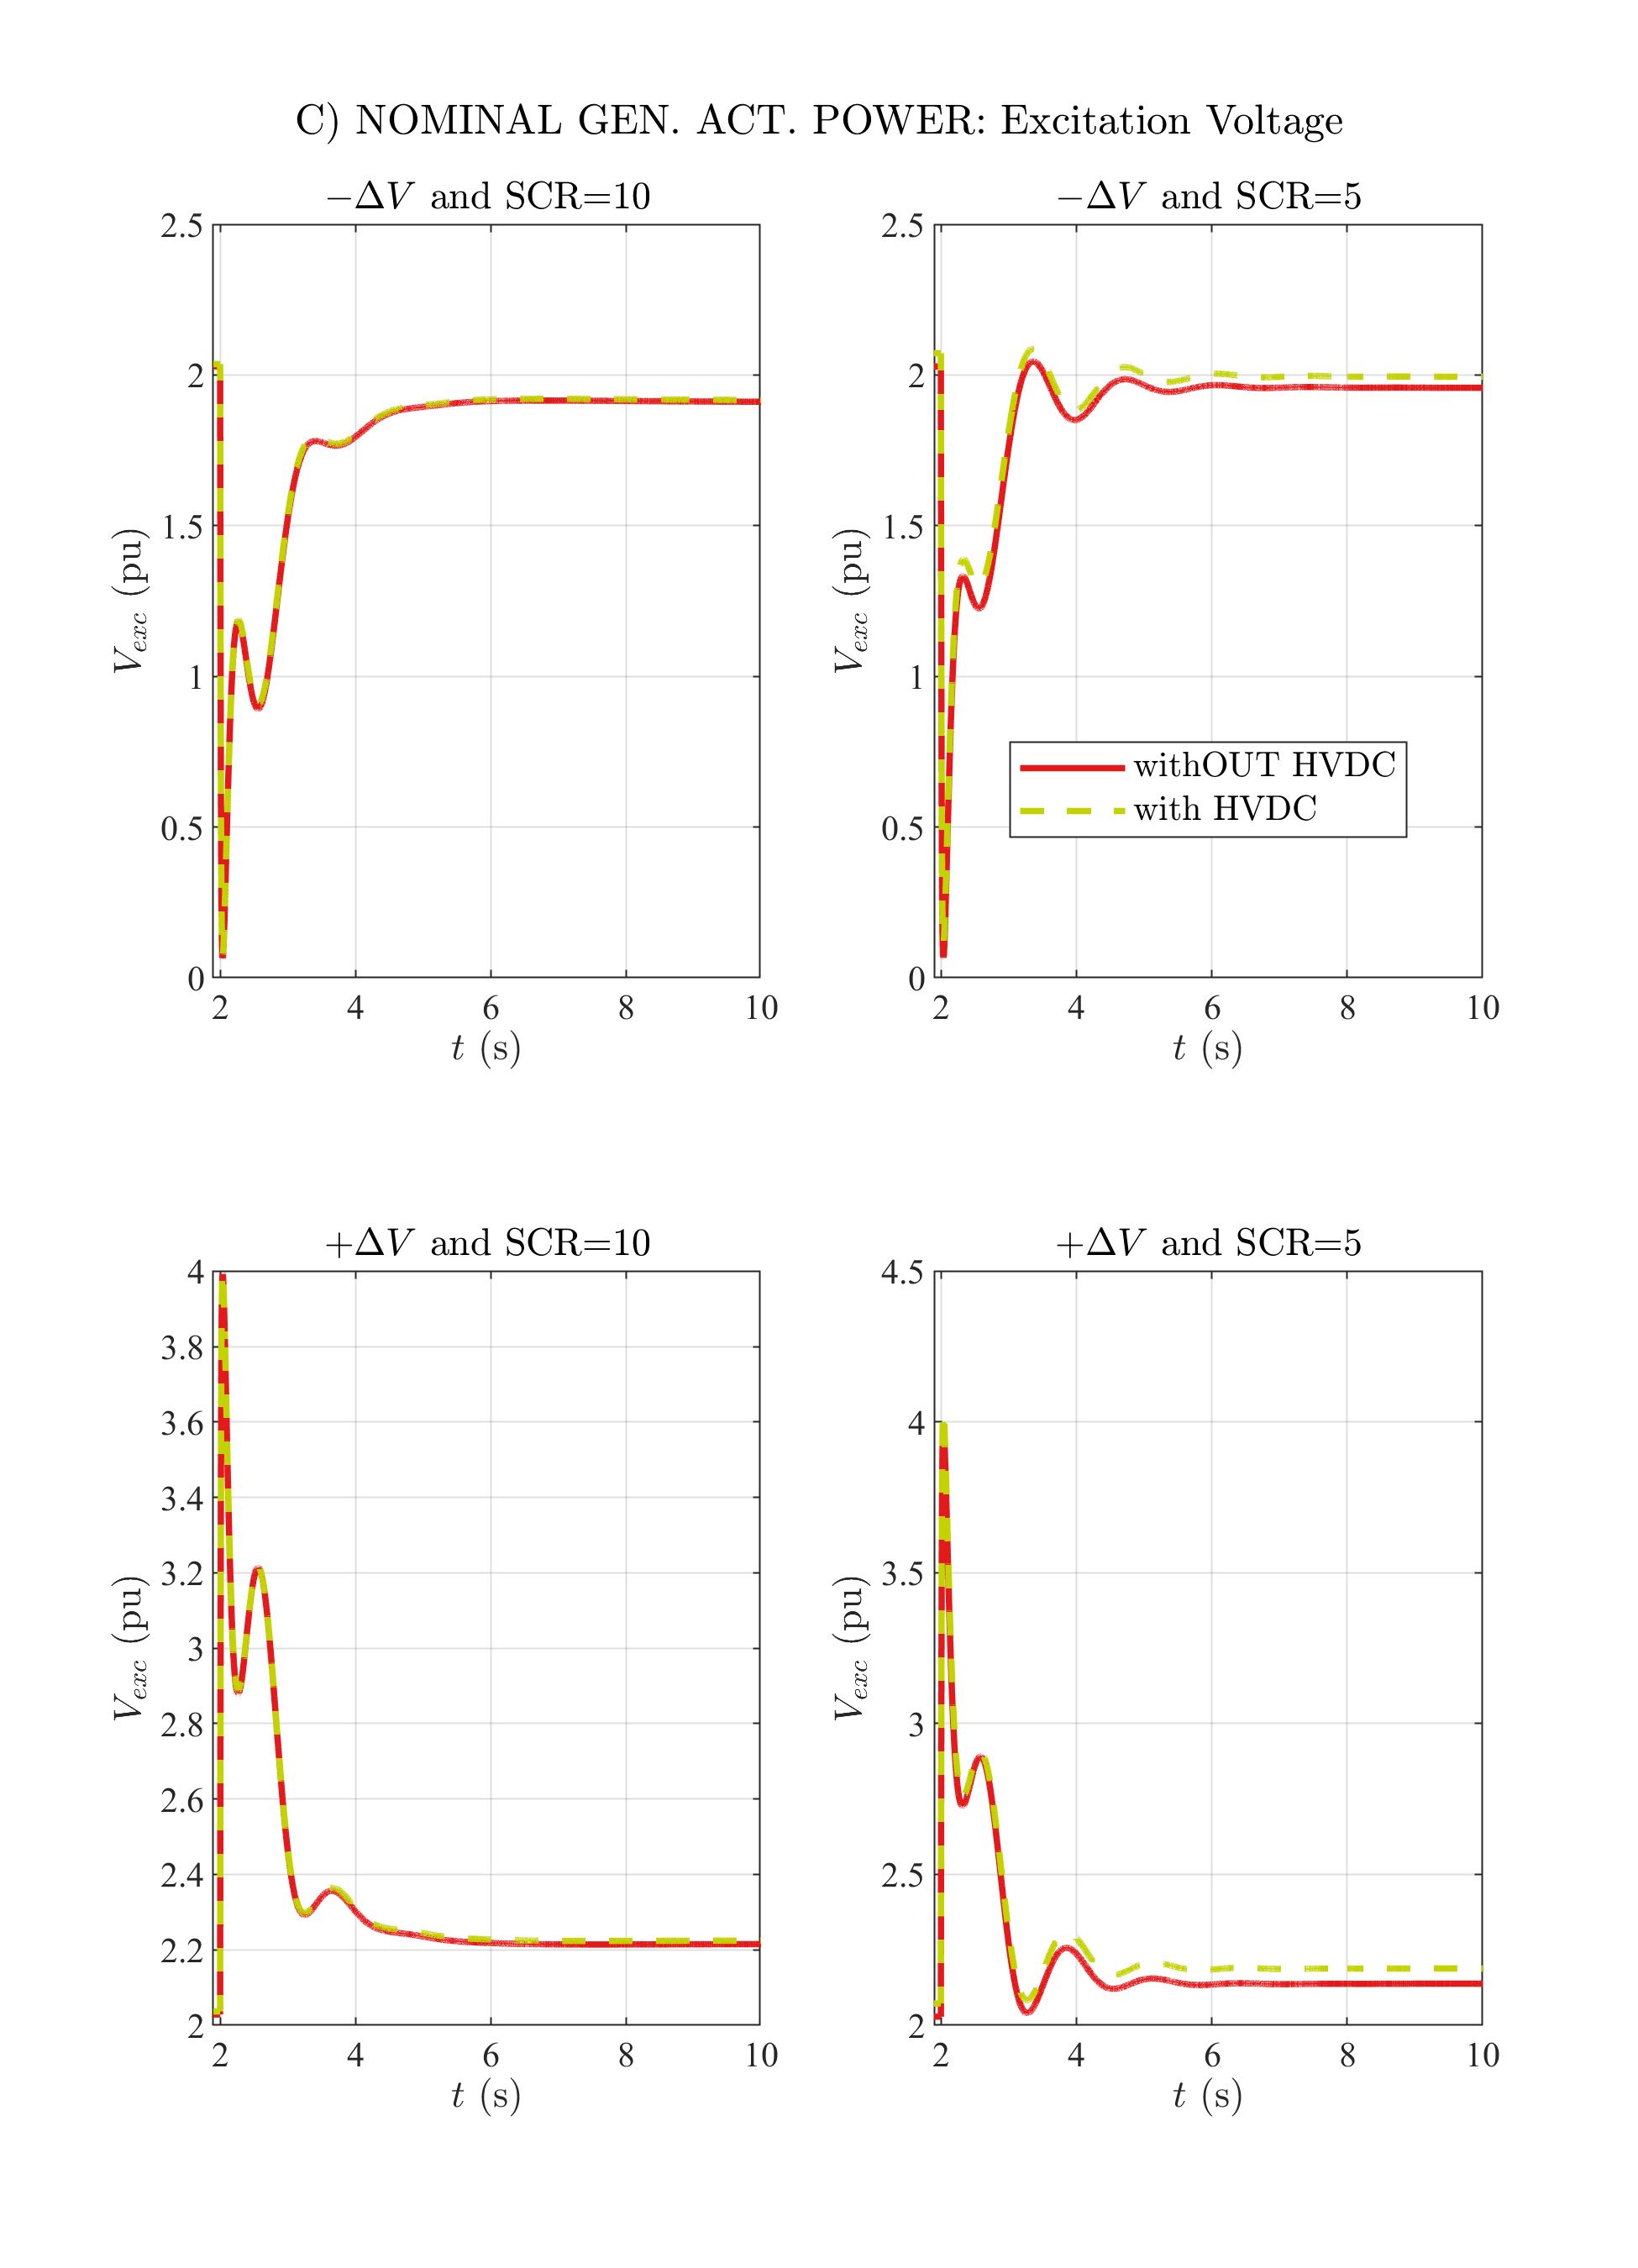 C) NOMINAL GEN. ACT. POWER: Excitation Voltage
−ΔV and SCR=10
2.5
2
1.5
1
0.5
0
V_exc (pu)
2 4 6 8 10
t (s)
−ΔV and SCR=5
2.5
2
1.5
1
0.5
0
V_exc (pu)
withOUT HVDC
with HVDC
2 4 6 8 10
t (s)
+ΔV and SCR=10
4
3.8
3.6
3.4
3.2
3
2.8
2.6
2.4
2.2
2
V_exc (pu)
2 4 6 8 10
t (s)
+ΔV and SCR=5
4.5
4
3.5
3
2.5
2
V_exc (pu)
2 4 6 8 10
t (s)